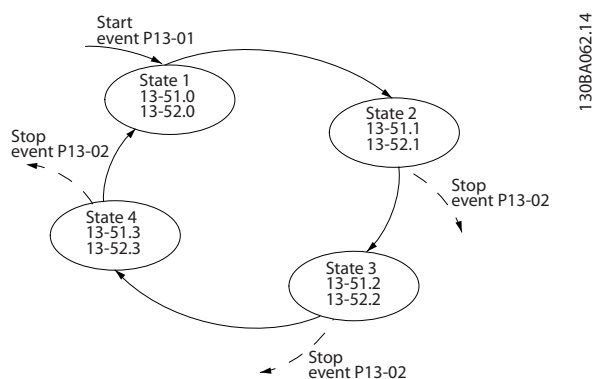 Start
event P13-01
130BA062.14
State 1
13-51.0
13-52.0
State 2
13-51.1
13-52.1
Stop
event P13-02
Stop
event P13-02
State 4
13-51.3
13-52.3
State 3
13-51.2
13-52.2
Stop
event P13-02